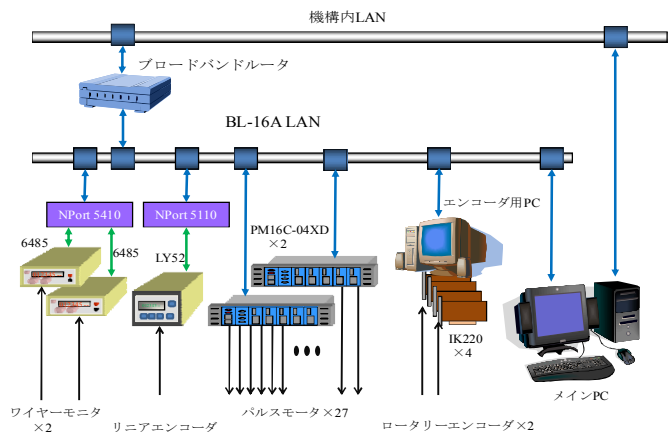 機構内LAN
ブロードバンドルータ
BL-16A LAN
エンコーダ用PC
NPort 5410
NPort 5110
PM16C-04XD
×2
6485
6485
LY52
IK220
×4
メインPC
ワイヤーモニタ
×2
リニアエンコーダ
パルスモータ×27
ロータリーエンコーダ×2